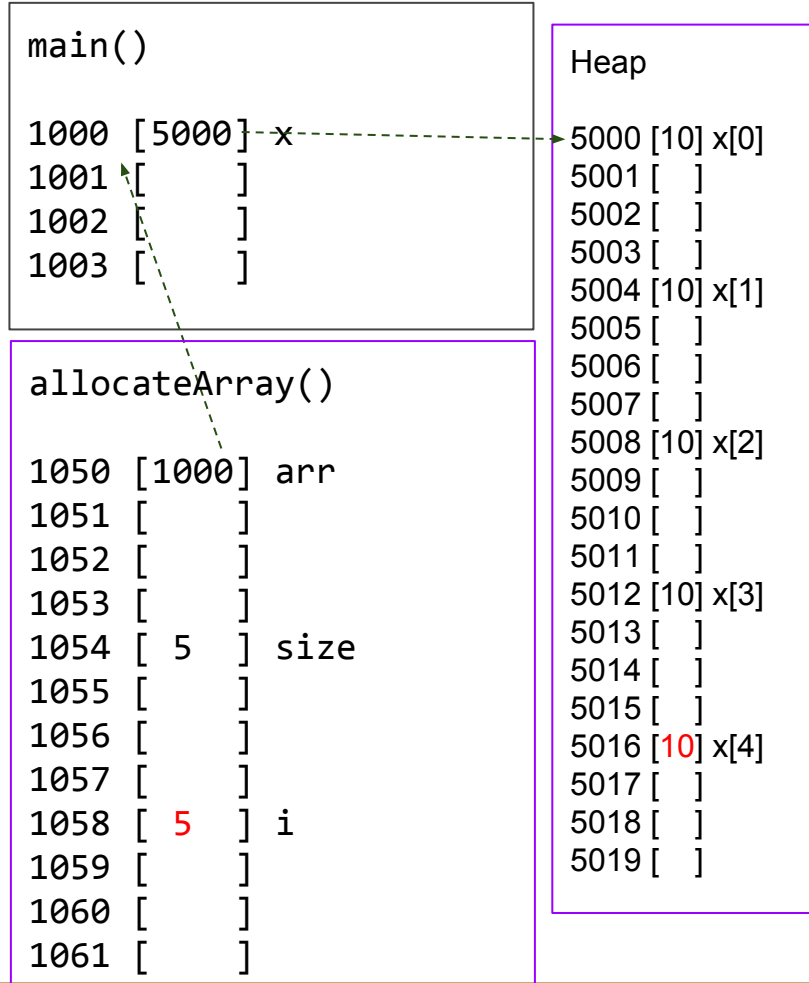 main()
1000 [5000] x
1001 [    ]
1002 [    ]
1003 [    ]
allocateArray()
1050 [1000] arr
1051 [    ]
1052 [    ]
1053 [    ]
1054 [ 5  ] size
1055 [    ]
1056 [    ]
1057 [    ]
1058 [ 5  ] i
1059 [    ]
1060 [    ]
1061 [    ]
Heap
5000 [10] x[0]
5001 [  ]
5002 [  ]
5003 [  ]
5004 [10] x[1]
5005 [  ]
5006 [  ]
5007 [  ]
5008 [10] x[2]
5009 [  ]
5010 [  ]
5011 [  ]
5012 [10] x[3]
5013 [  ]
5014 [  ]
5015 [  ]
5016 [10] x[4]
5017 [  ]
5018 [  ]
5019 [  ]